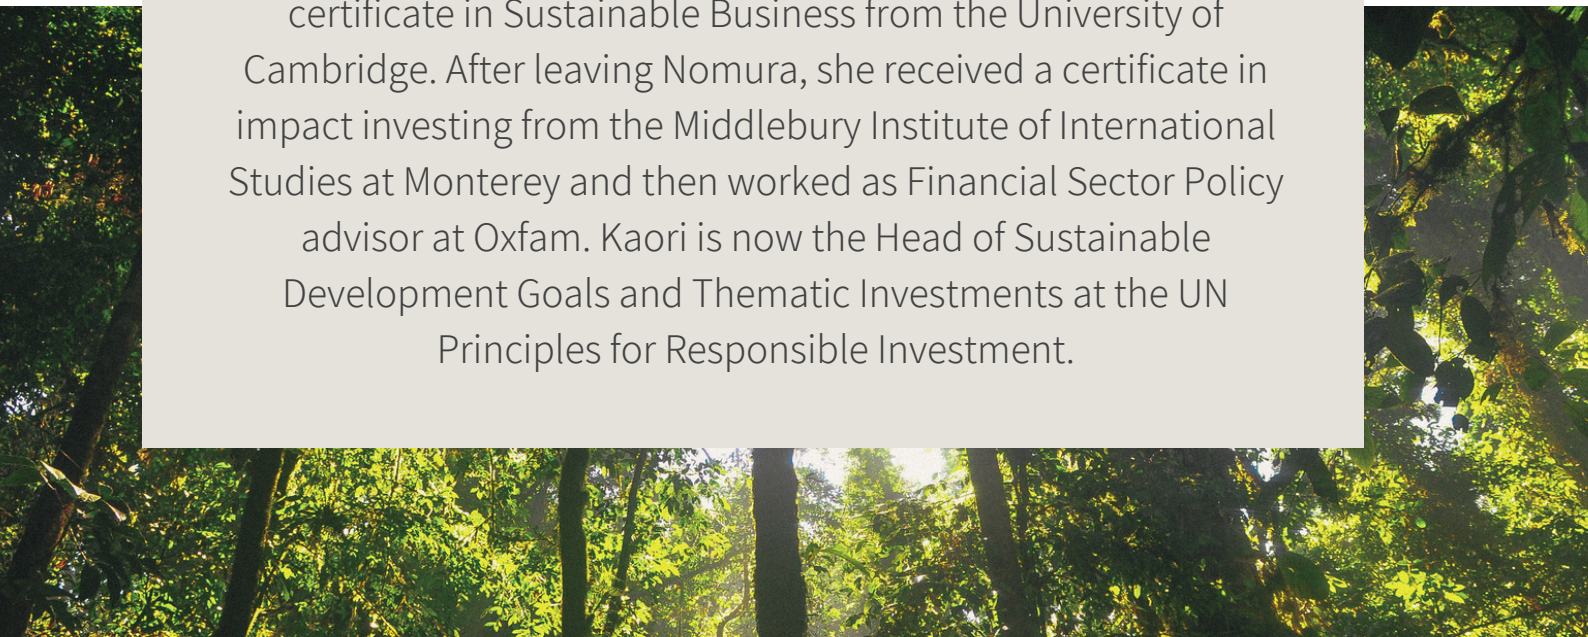 certificate in Sustainable Business from the University of
Cambridge. After leaving Nomura, she received a certificate in
impact investing from the Middlebury Institute of International
Studies at Monterey and then worked as Financial Sector Policy
advisor at Oxfam. Kaori is now the Head of Sustainable
Development Goals and Thematic Investments at the UN
Principles for Responsible Investment.